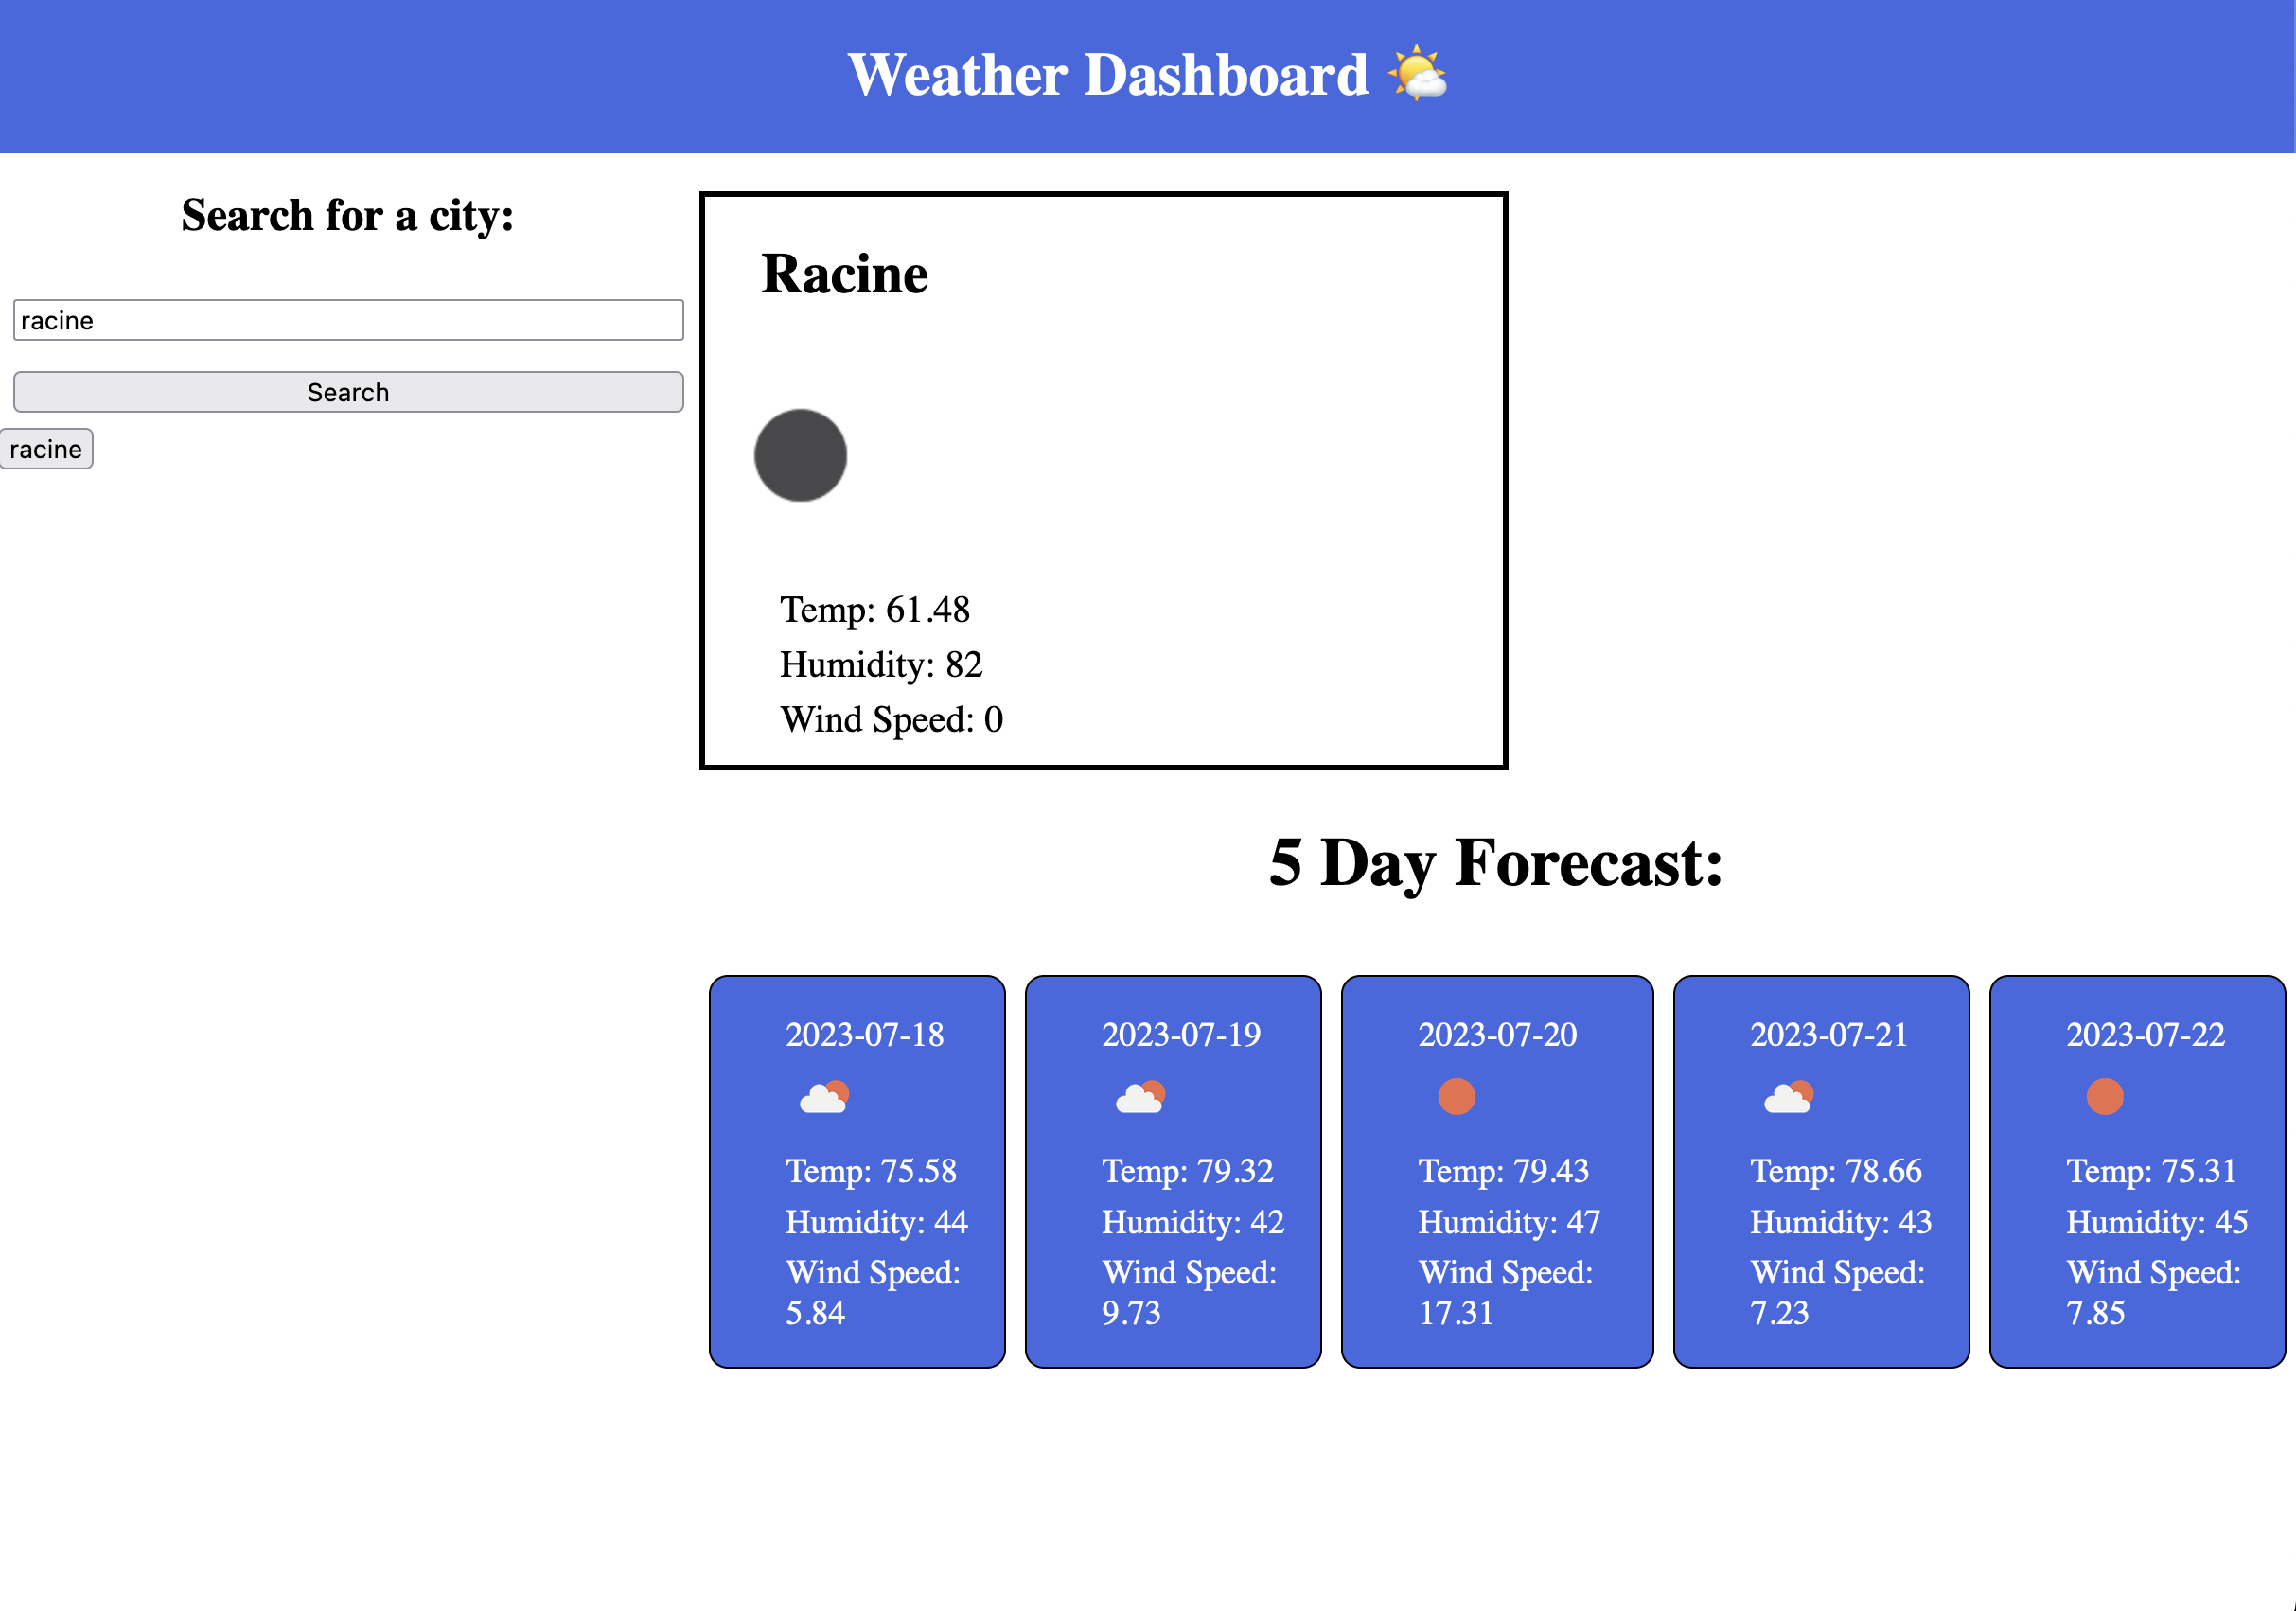 Weather Dashboard
Search for a city:
racine
Search
racine
Racine
Temp: 61.48
Humidity: 82
Wind Speed: 0
5 Day Forecast:
2023-07-18
Temp: 75.58
Humidity: 44
Wind Speed:
5.84
2023-07-19
Temp: 79.32
Humidity: 42
Wind Speed:
9.73
2023-07-20
Temp: 79.43
Humidity: 47
Wind Speed:
17.31
2023-07-21
Temp: 78.66
Humidity: 43
Wind Speed:
7.23
2023-07-22
Temp: 75.31
Humidity: 45
Wind Speed:
7.85